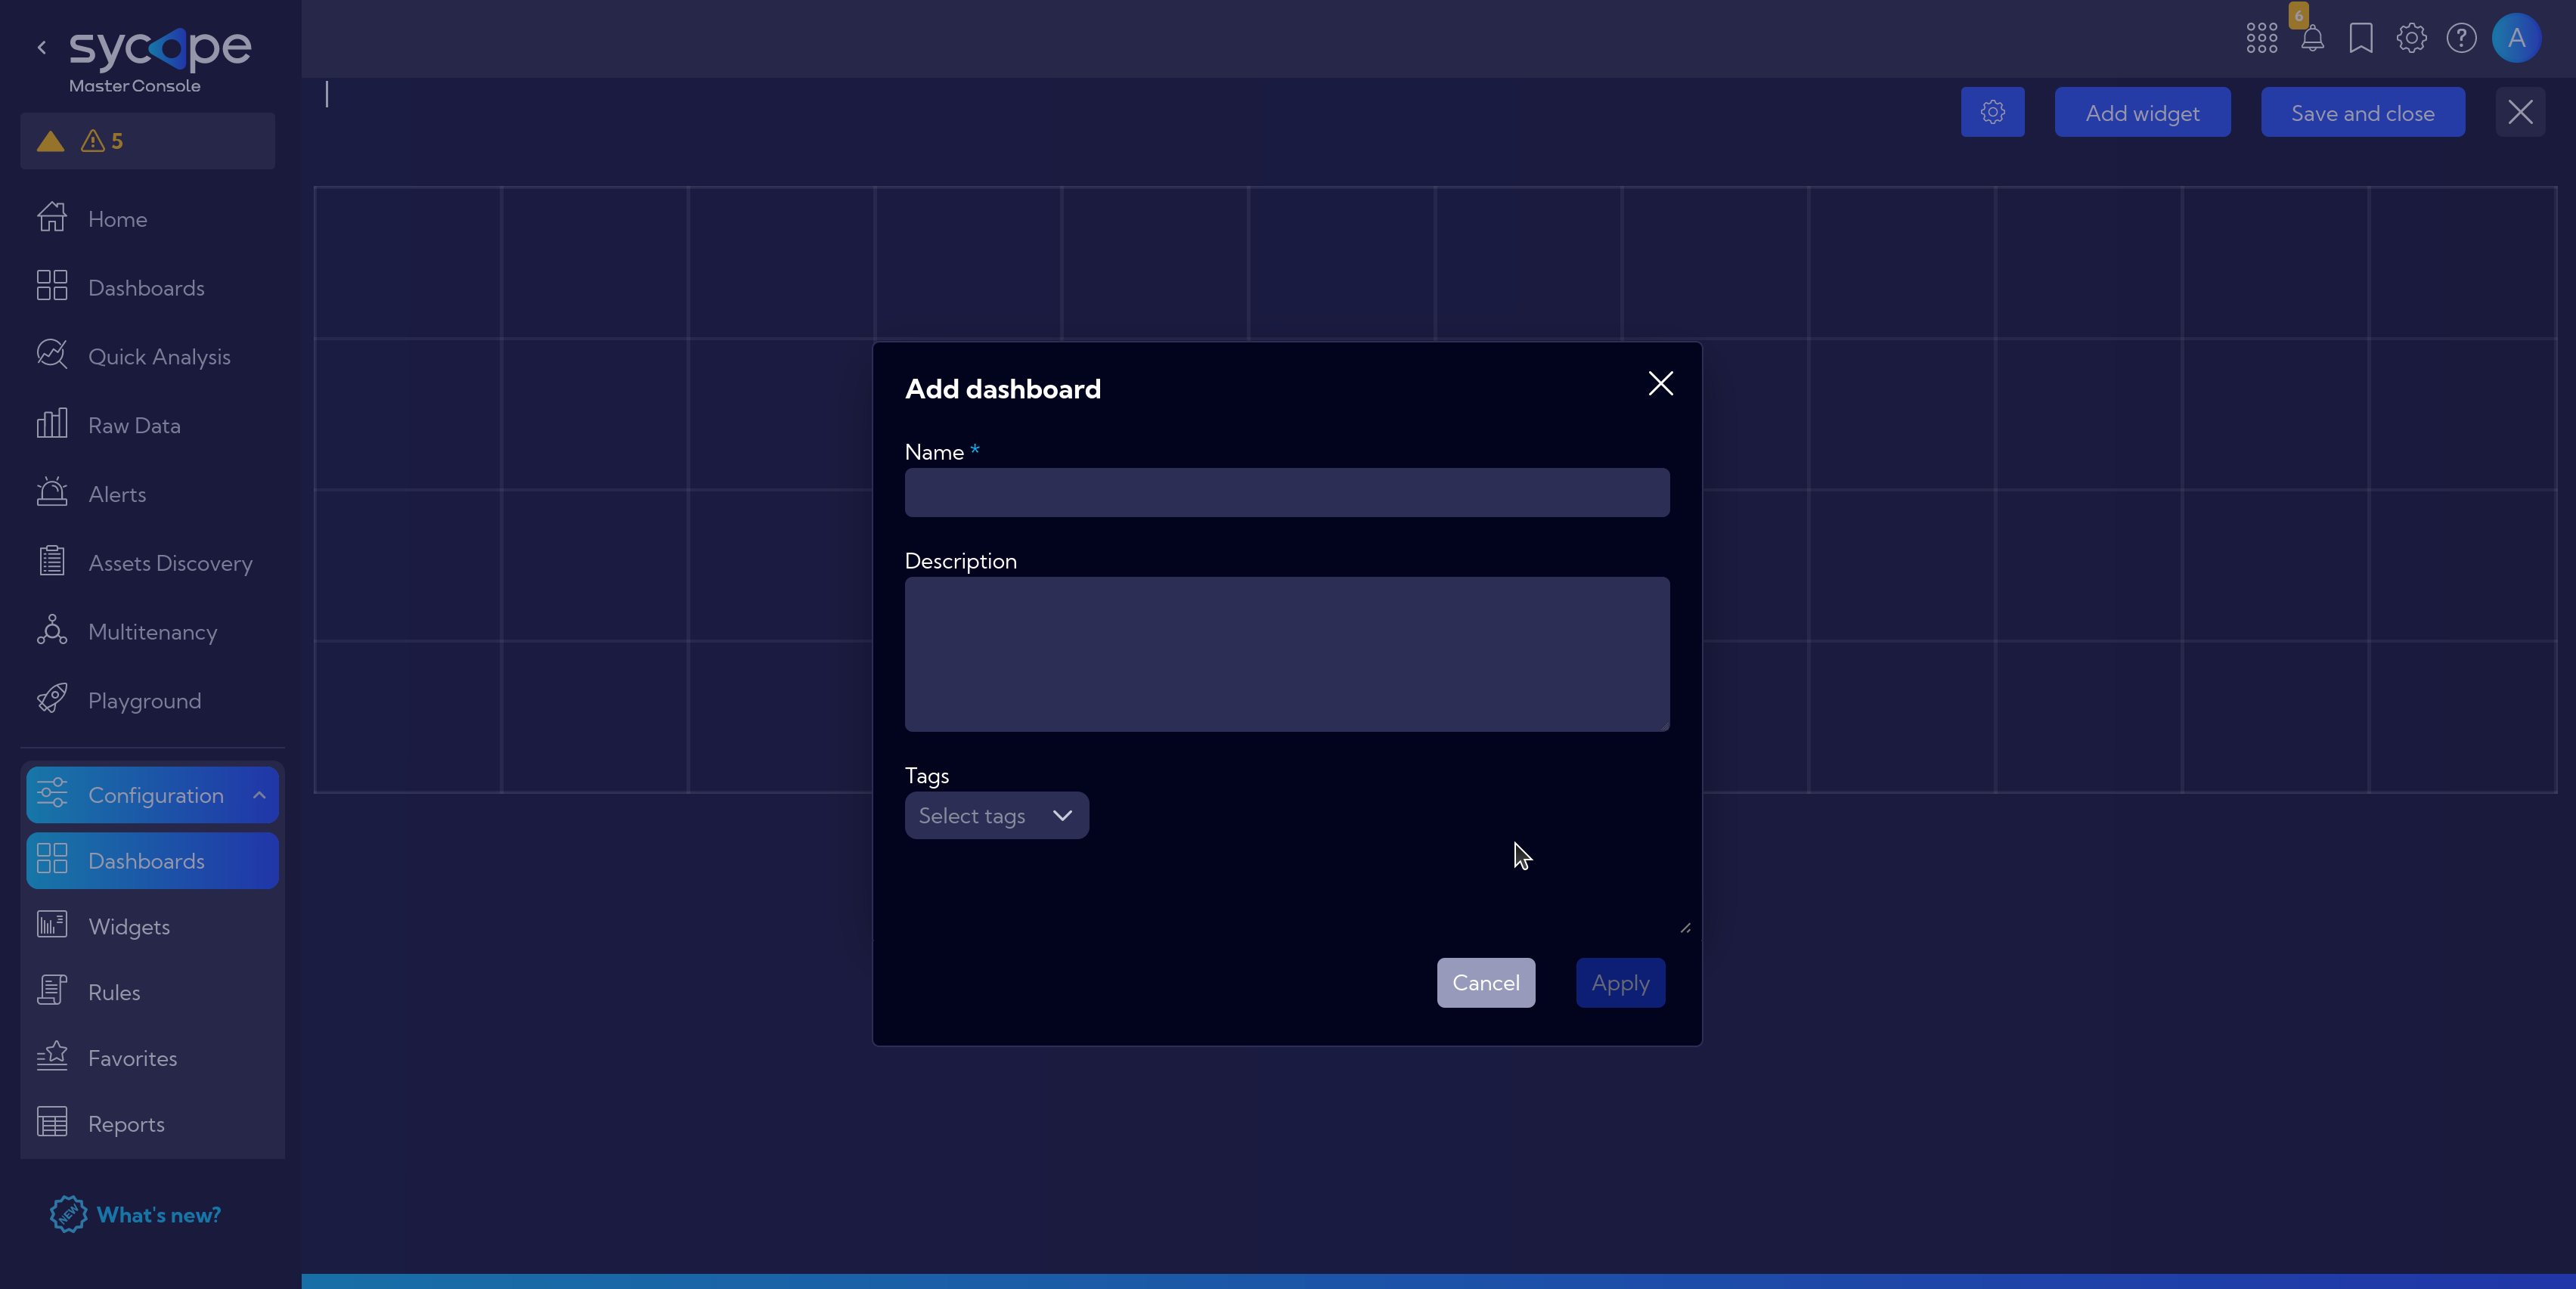 sycope
Master Console
5
Home
Dashboards
Quick Analysis
Raw Data
Alerts
Assets Discovery
Multitenancy
Playground
Configuration
Dashboards
Widgets
Rules
Favorites
Reports
NEW What's new?
6
?
A
Add widget
Save and close
Add dashboard
Name *
Description
Tags
Select tags
Cancel
Apply